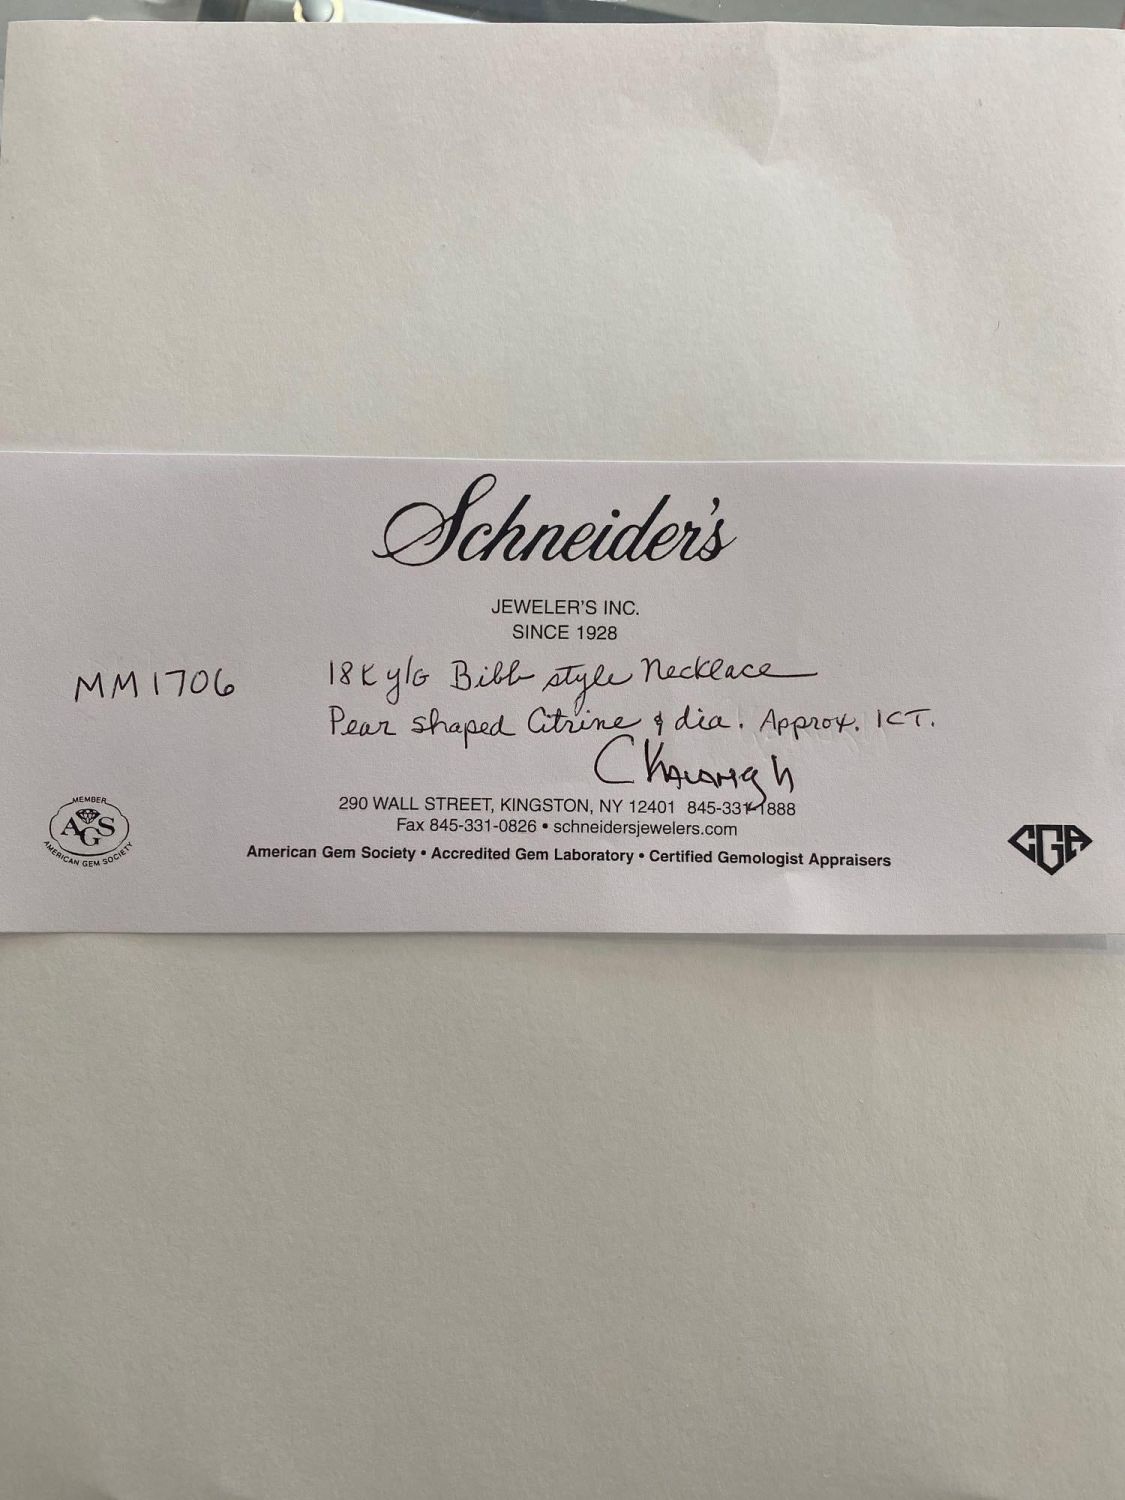 Schneider's
JEWELER'S INC.
SINCE 1928
MM1706
18K y/G Bibb style Necklace
Pear shaped Citrine & dia. Approx. 1CT.
290 WALL STREET, KINGSTON, NY 12401 845-331-1888
Fax 845-331-0826 • schneidersjewelers.com
American Gem Society • Accredited Gem Laboratory • Certified Gemologist Appraisers
MEMBER
AGS
AMERICAN GEM SOCIETY
CGA